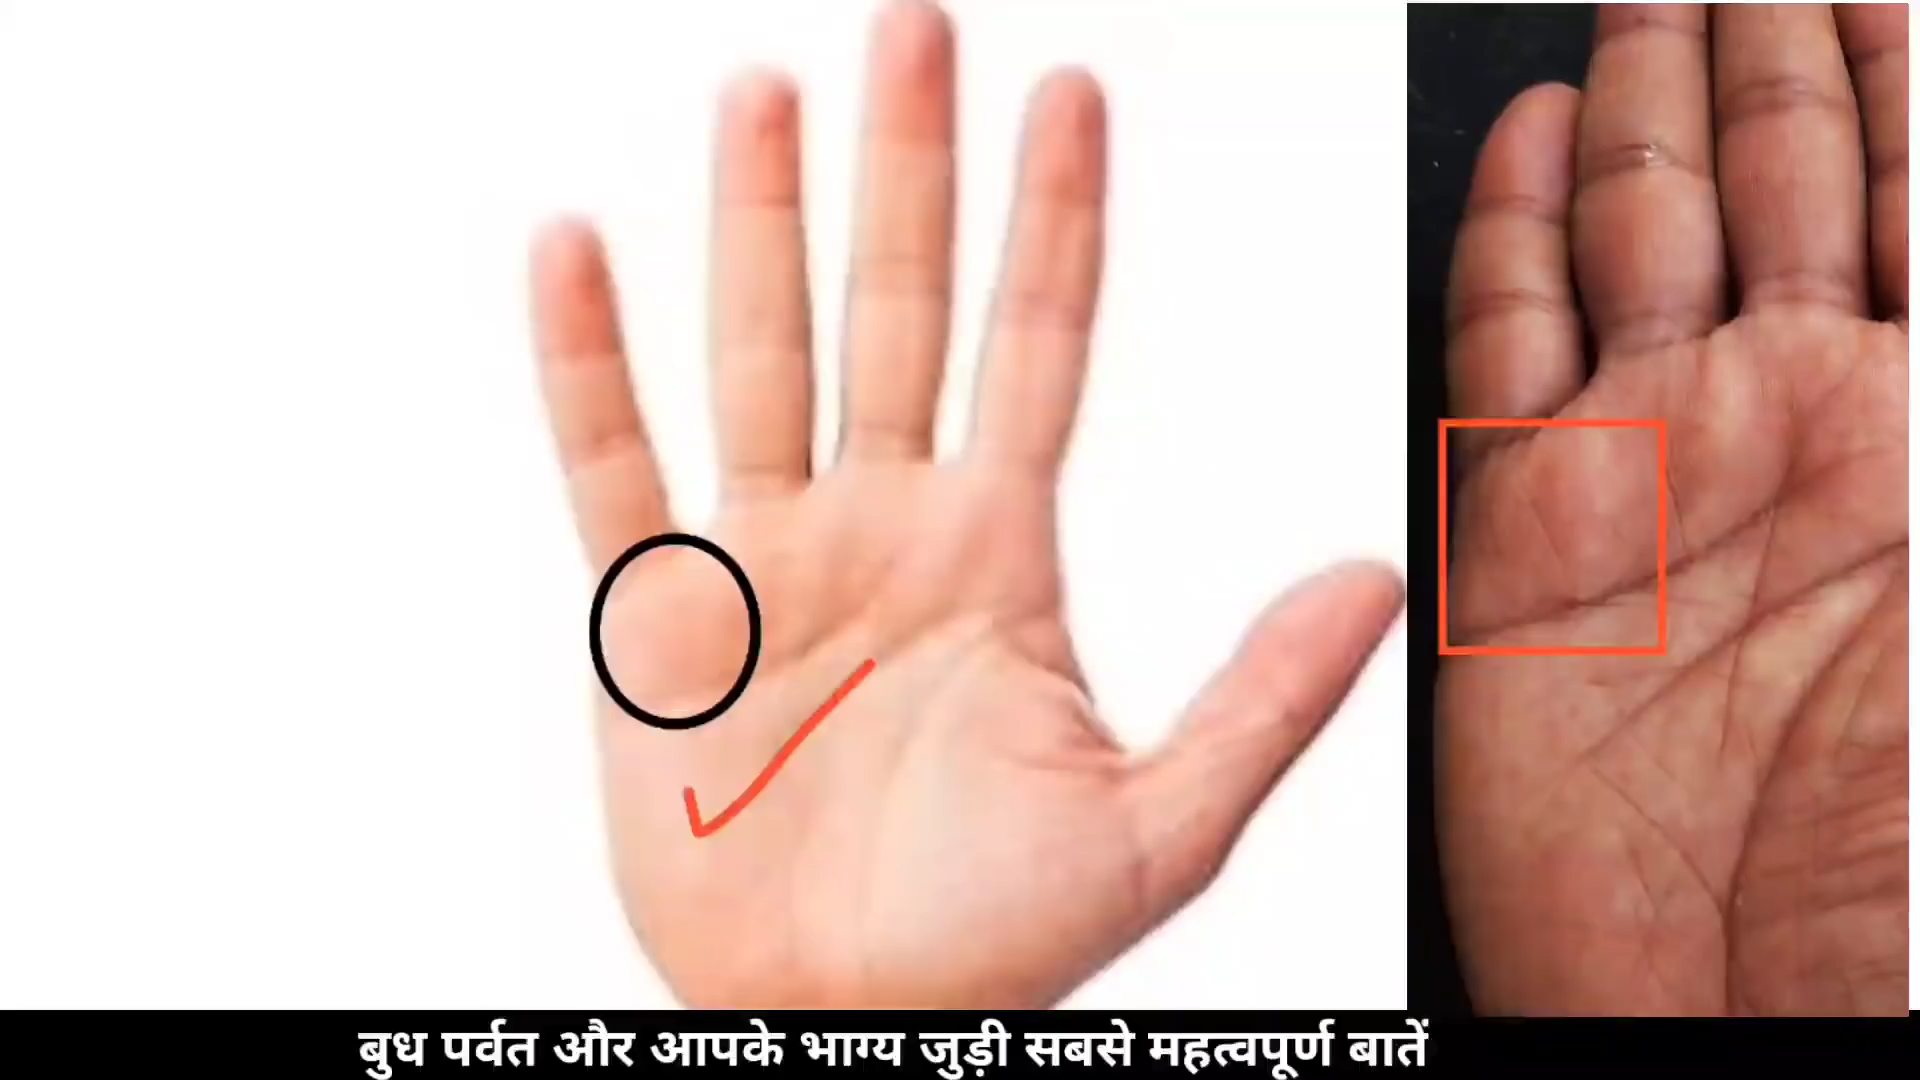 बुध पर्वत और आपके भाग्य जुड़ी सबसे महत्वपूर्ण बातें